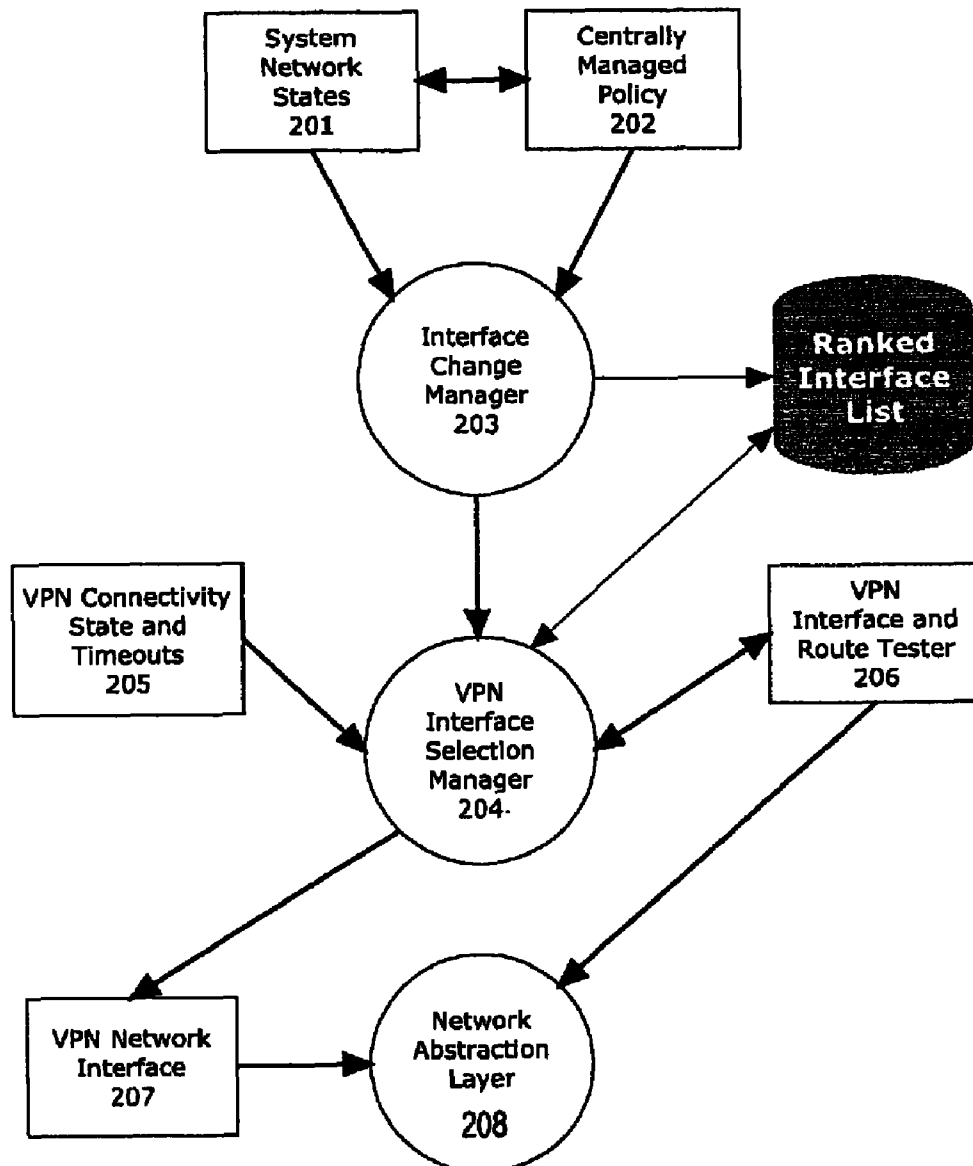 System
Network
States
201
Centrally
Managed
Policy
202
Interface
Change
Manager
203
Ranked
Interface
List
VPN Connectivity
State and
Timeouts
205
VPN
Interface
Selection
Manager
204.
VPN
Interface and
Route Tester
206
VPN Network
Interface
207
Network
Abstraction
Layer
208